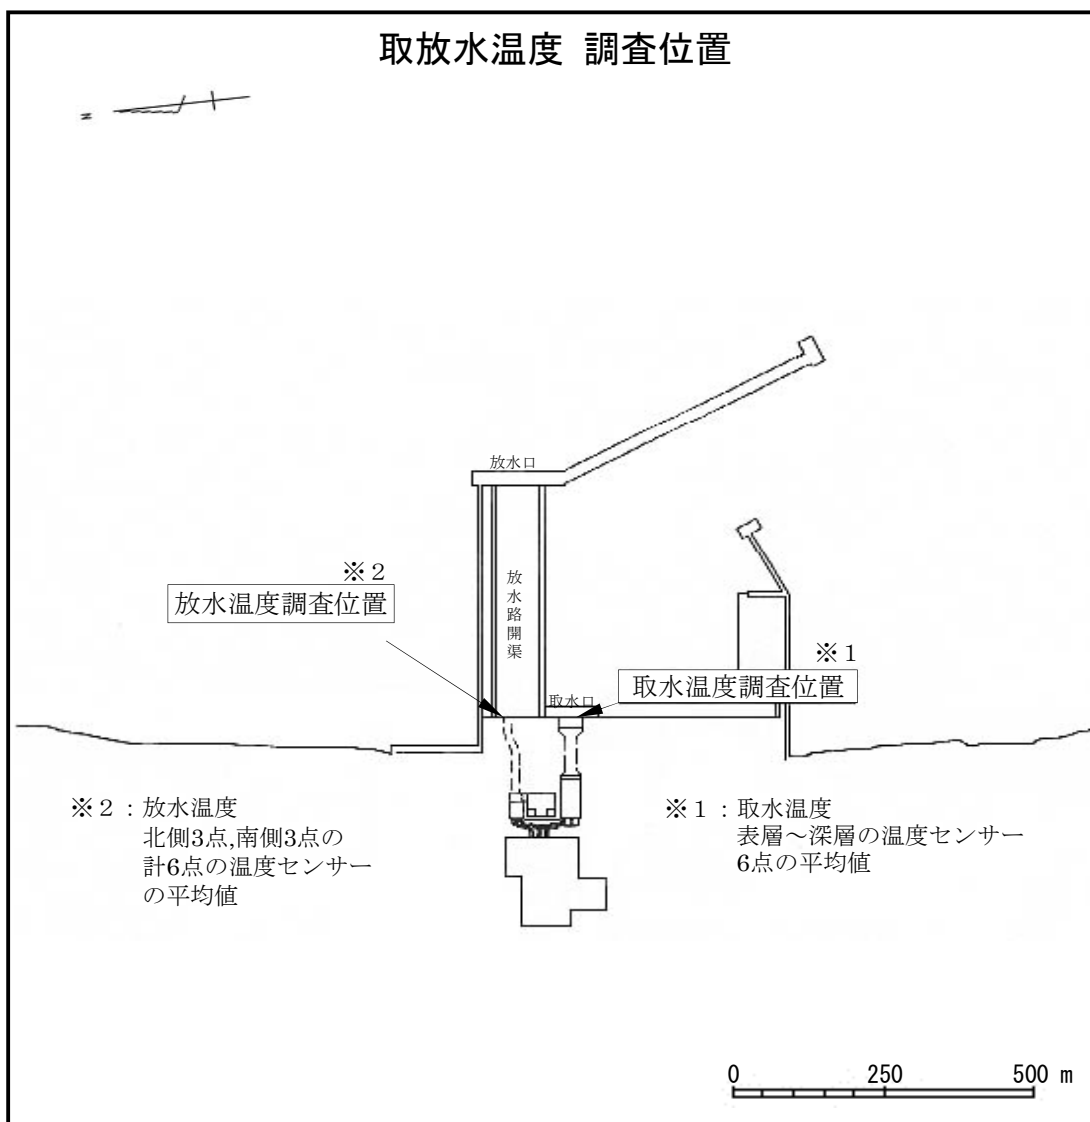 取放水温度 調査位置
N
放水口
※２
放水温度調査位置
放水路開渠
※１
取水温度調査位置
取水口
※２：放水温度
北側3点,南側3点の
計6点の温度センサー
の平均値
※１：取水温度
表層～深層の温度センサー
6点の平均値
0 250 500 m